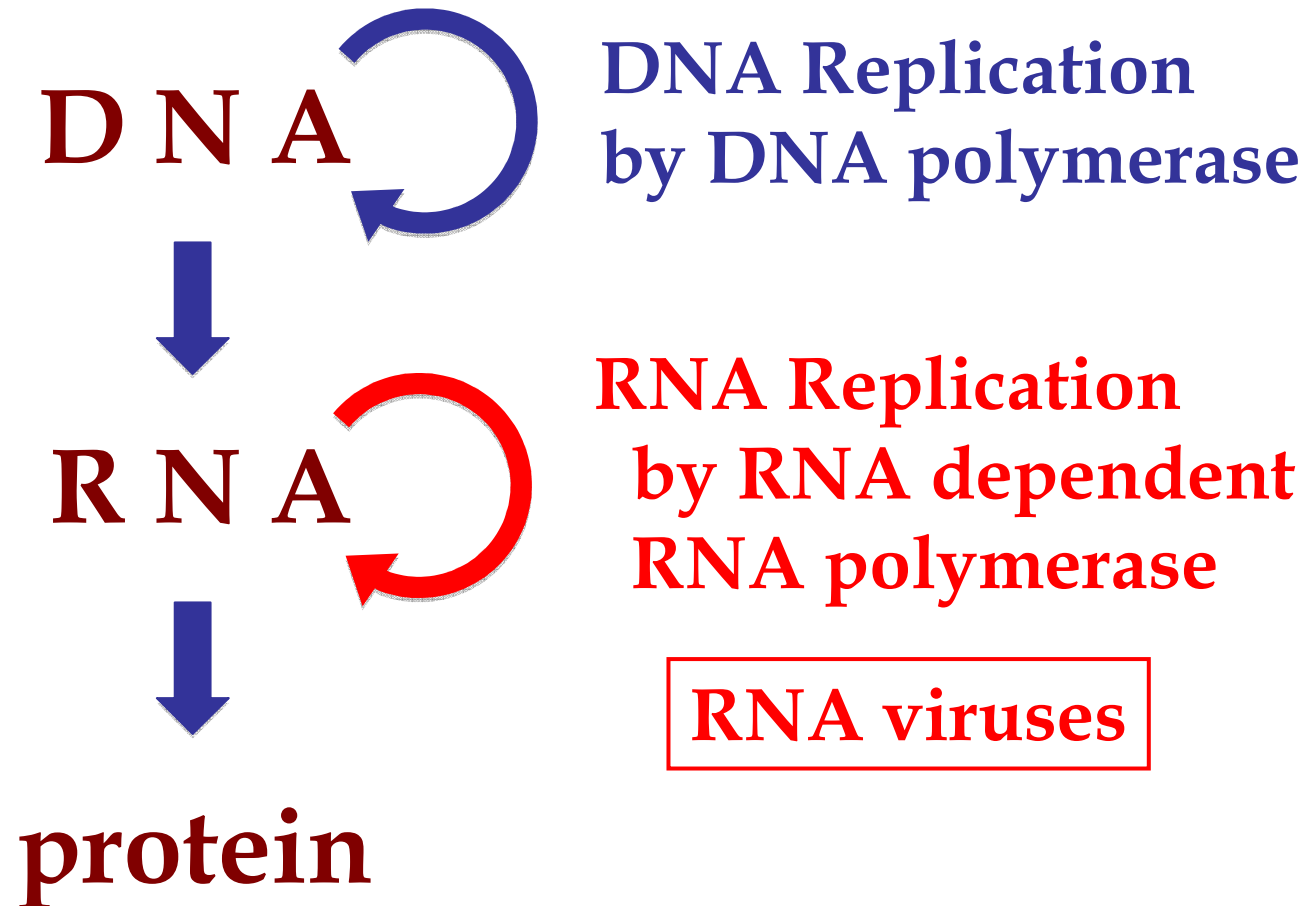 D N A
DNA Replication
by DNA polymerase
R N A
RNA Replication
by RNA dependent
RNA polymerase
RNA viruses
protein